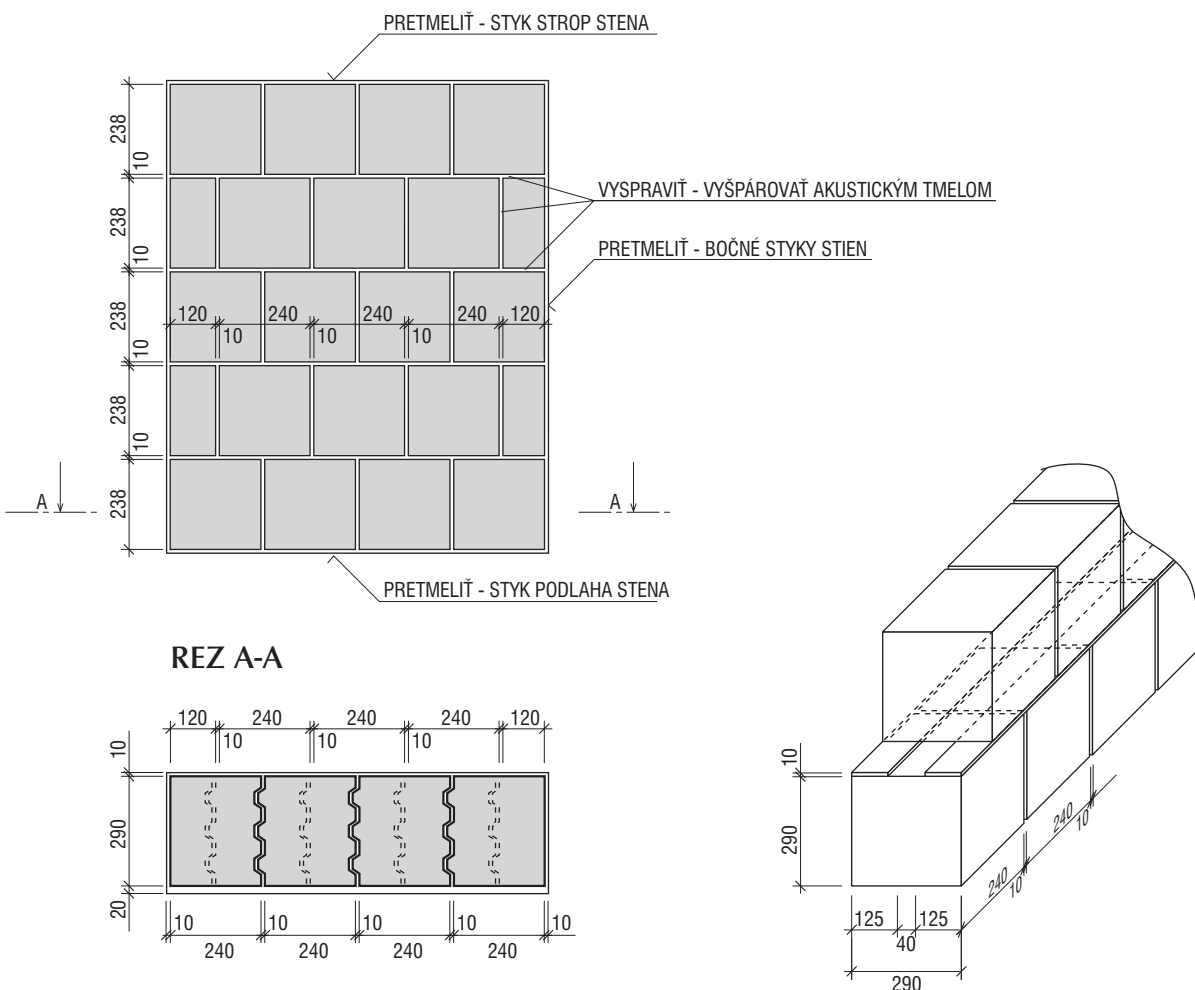 PRETMELIŤ - STYK STROP STENA
238
10
238
10
238
10
238
10
238
VYSPRAVIŤ - VYŠPÁROVAŤ AKUSTICKÝM TMELOM
PRETMELIŤ - BOČNÉ STYKY STIEN
120 240 240 240 120
10 10 10
A A
PRETMELIŤ - STYK PODLAHA STENA
REZ A-A
120 240 240 240 120
10 10 10
10
290
20
10 10 10 10 10
240 240 240 240
10
290
240
10
240
10
125 125
40
290